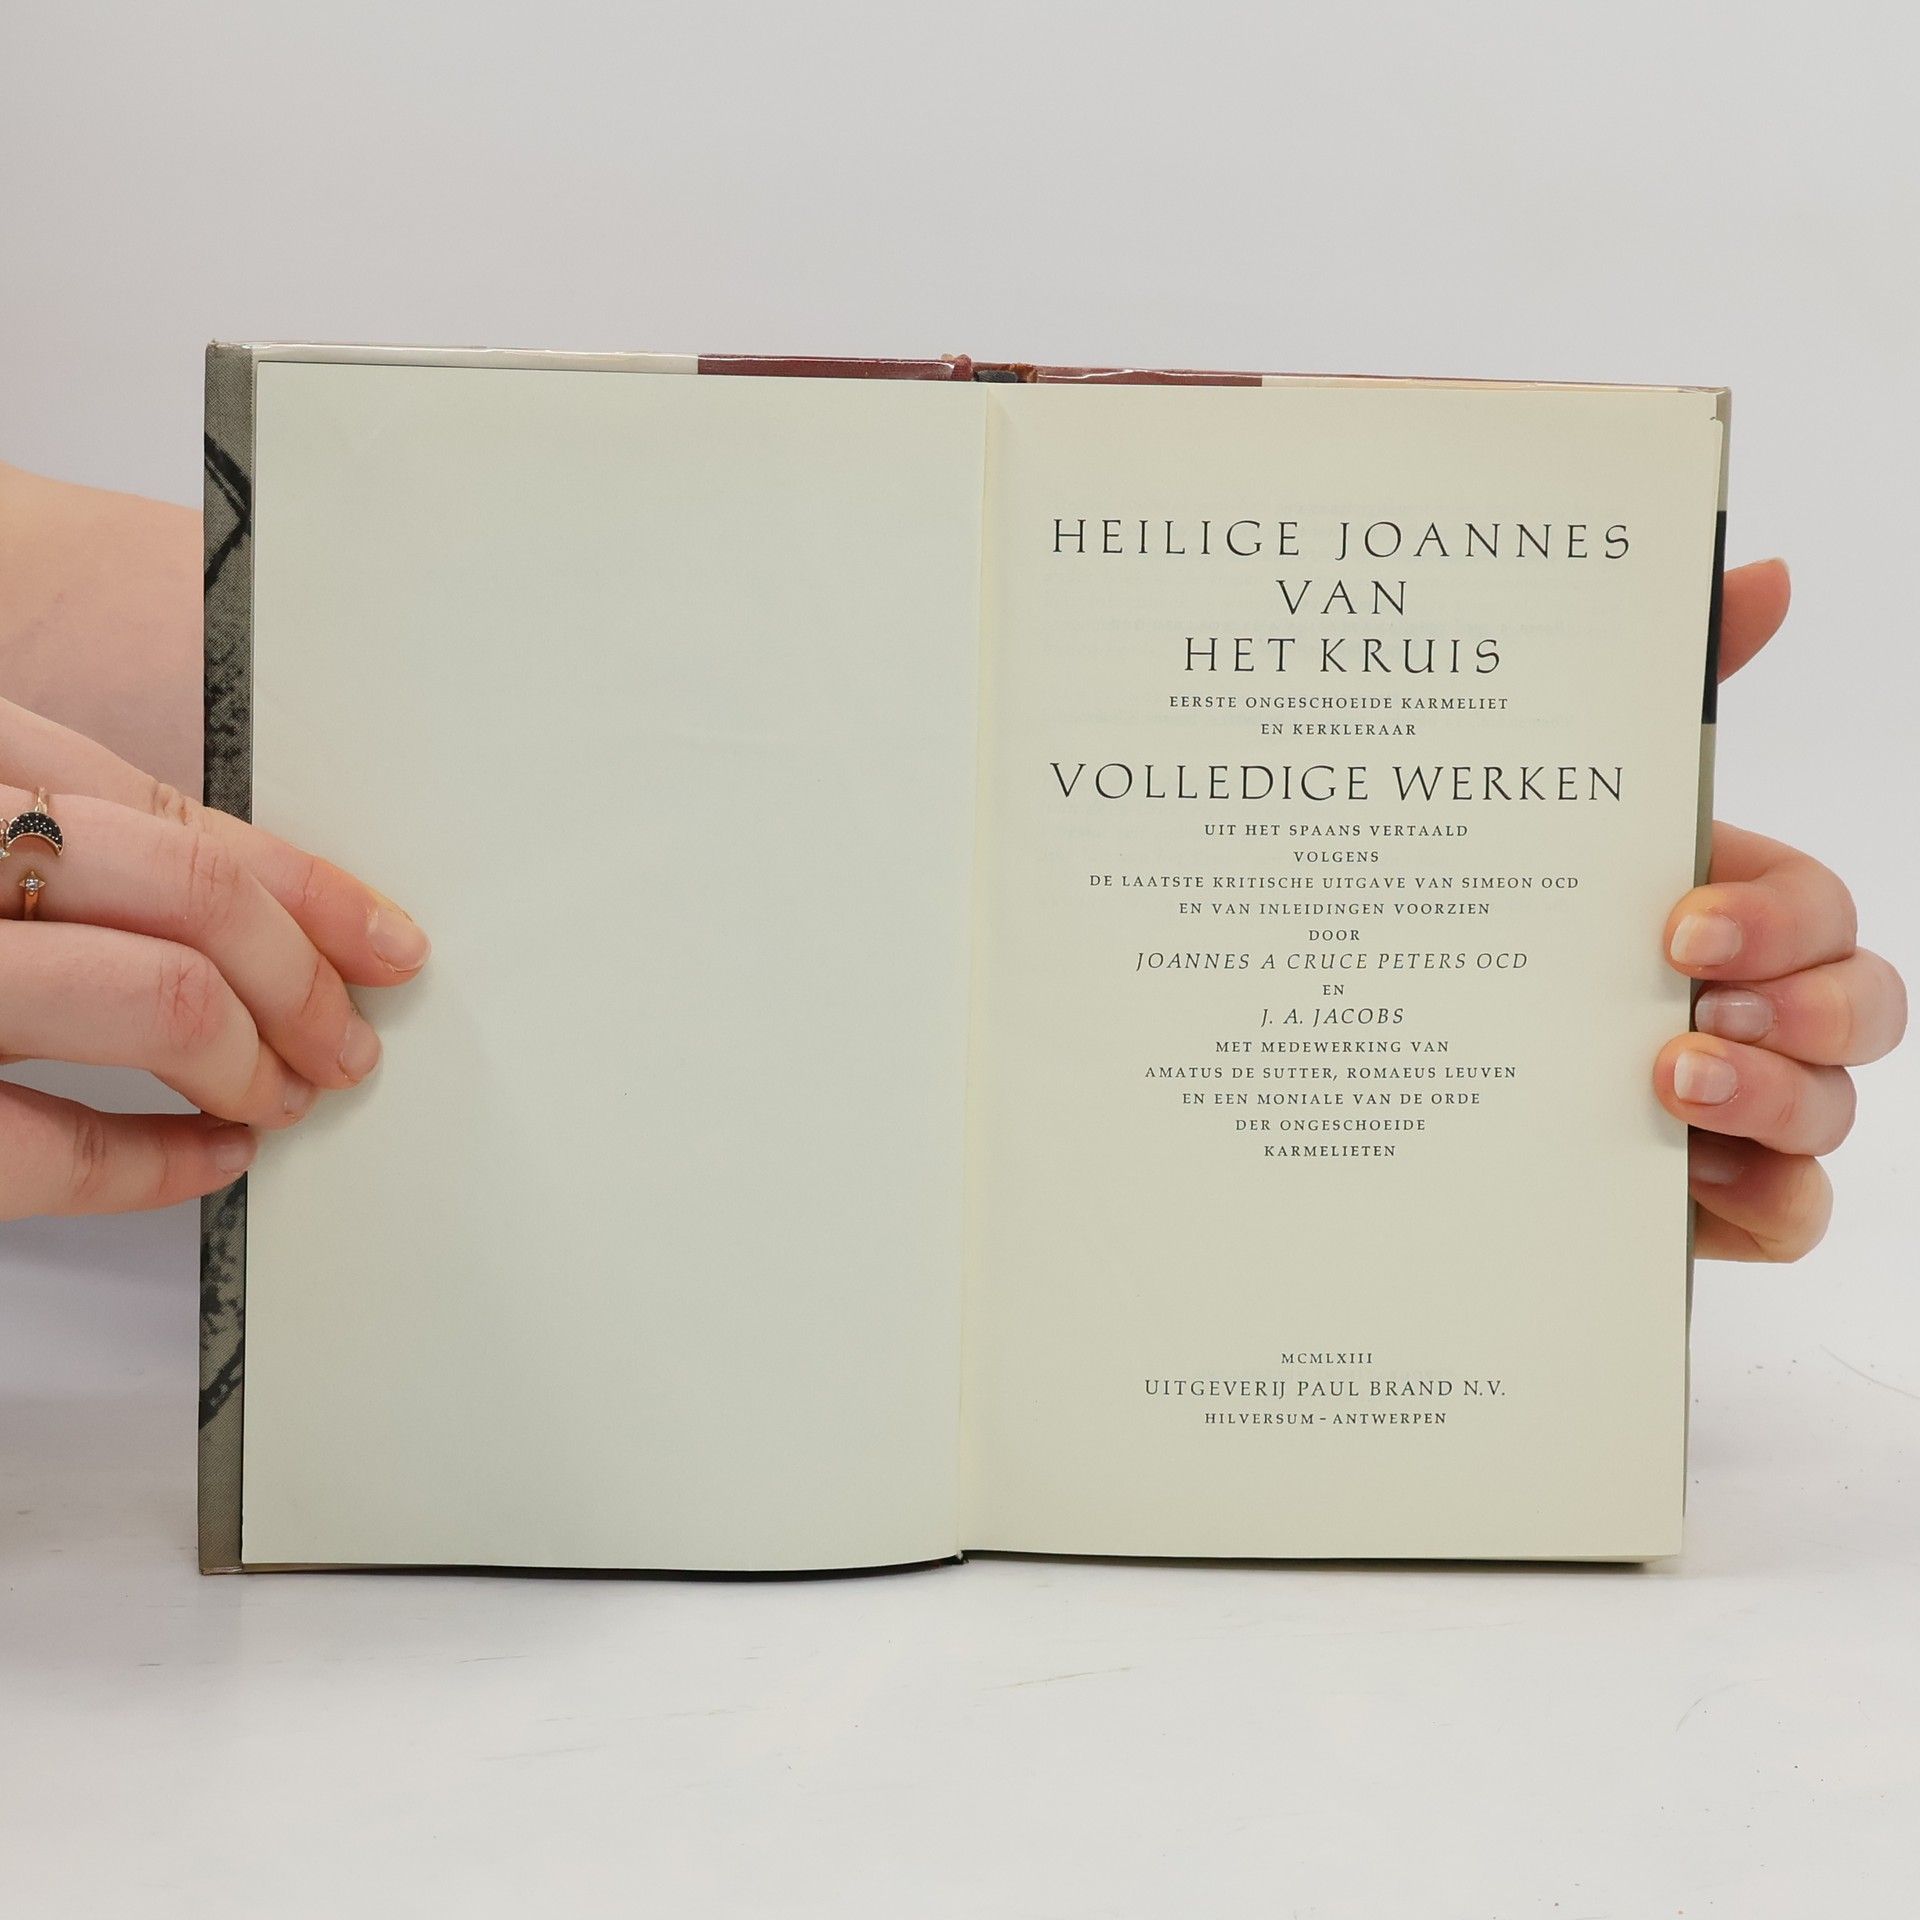 HEILIGE JOANNES
VAN
HET KRUIS
EERSTE ONGESCHOEIDE KARMELIET
EN KERKLERAAR
VOLLEDIGE WERKEN
UIT HET SPAANS VERTAALD
VOLGENS
DE LAATSTE KRITISCHE UITGAVE VAN SIMEON OCD
EN VAN INLEIDINGEN VOORZIEN
DOOR
JOANNES A CRUCE PETERS OCD
EN
J. A. JACOBS
MET MEDEWERKING VAN
AMATUS DE SUTTER, ROMAEUS LEUVEN
EN EEN MONIALE VAN DE ORDE
DER ONGESCHOEIDE
KARMELIETEN
MCMLXIII
UITGEVERIJ PAUL BRAND N.V.
HILVERSUM – ANTWERPEN